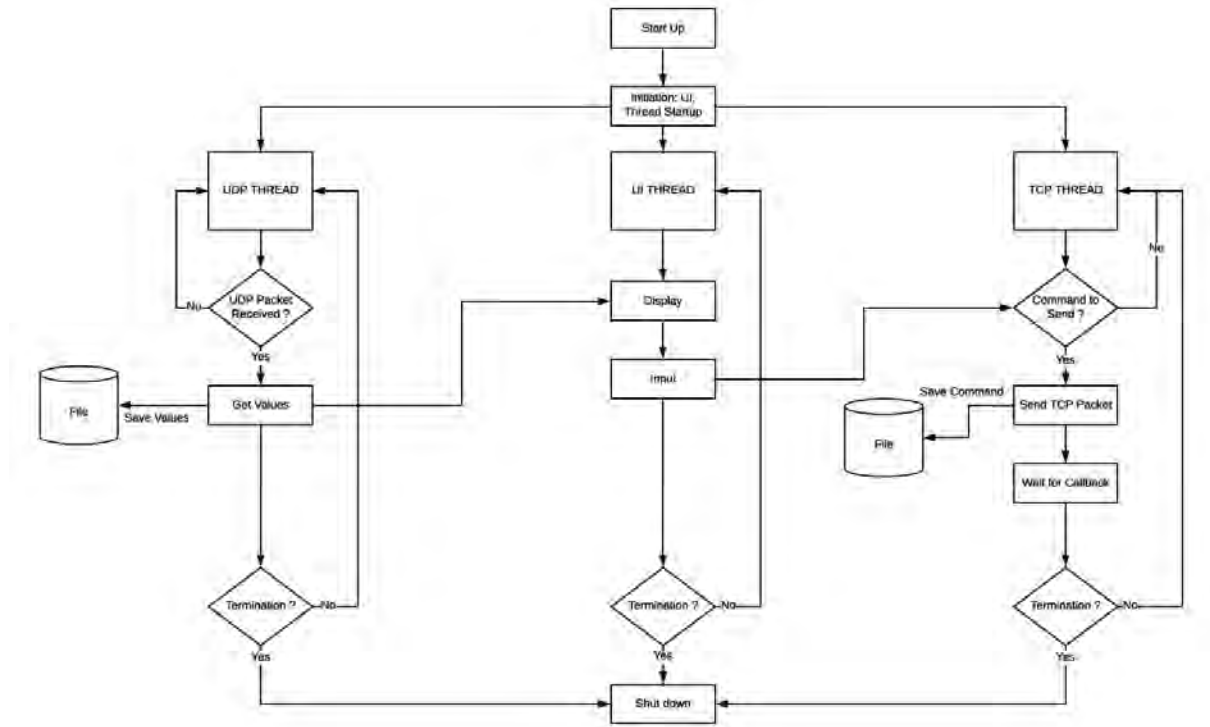 Start Up
Initiation: UI,
Thread Startup
UDP THREAD
UI THREAD
TCP THREAD
No
No
UDP Packet
Received ?
Display
Command to
Send ?
Yes
Yes
Input
File
Save Values
Get Values
Save Command
Send TCP Packet
File
Wait for Callback
Termination ?
No
Termination ?
No
Termination ?
No
Yes
Yes
Yes
Shut down